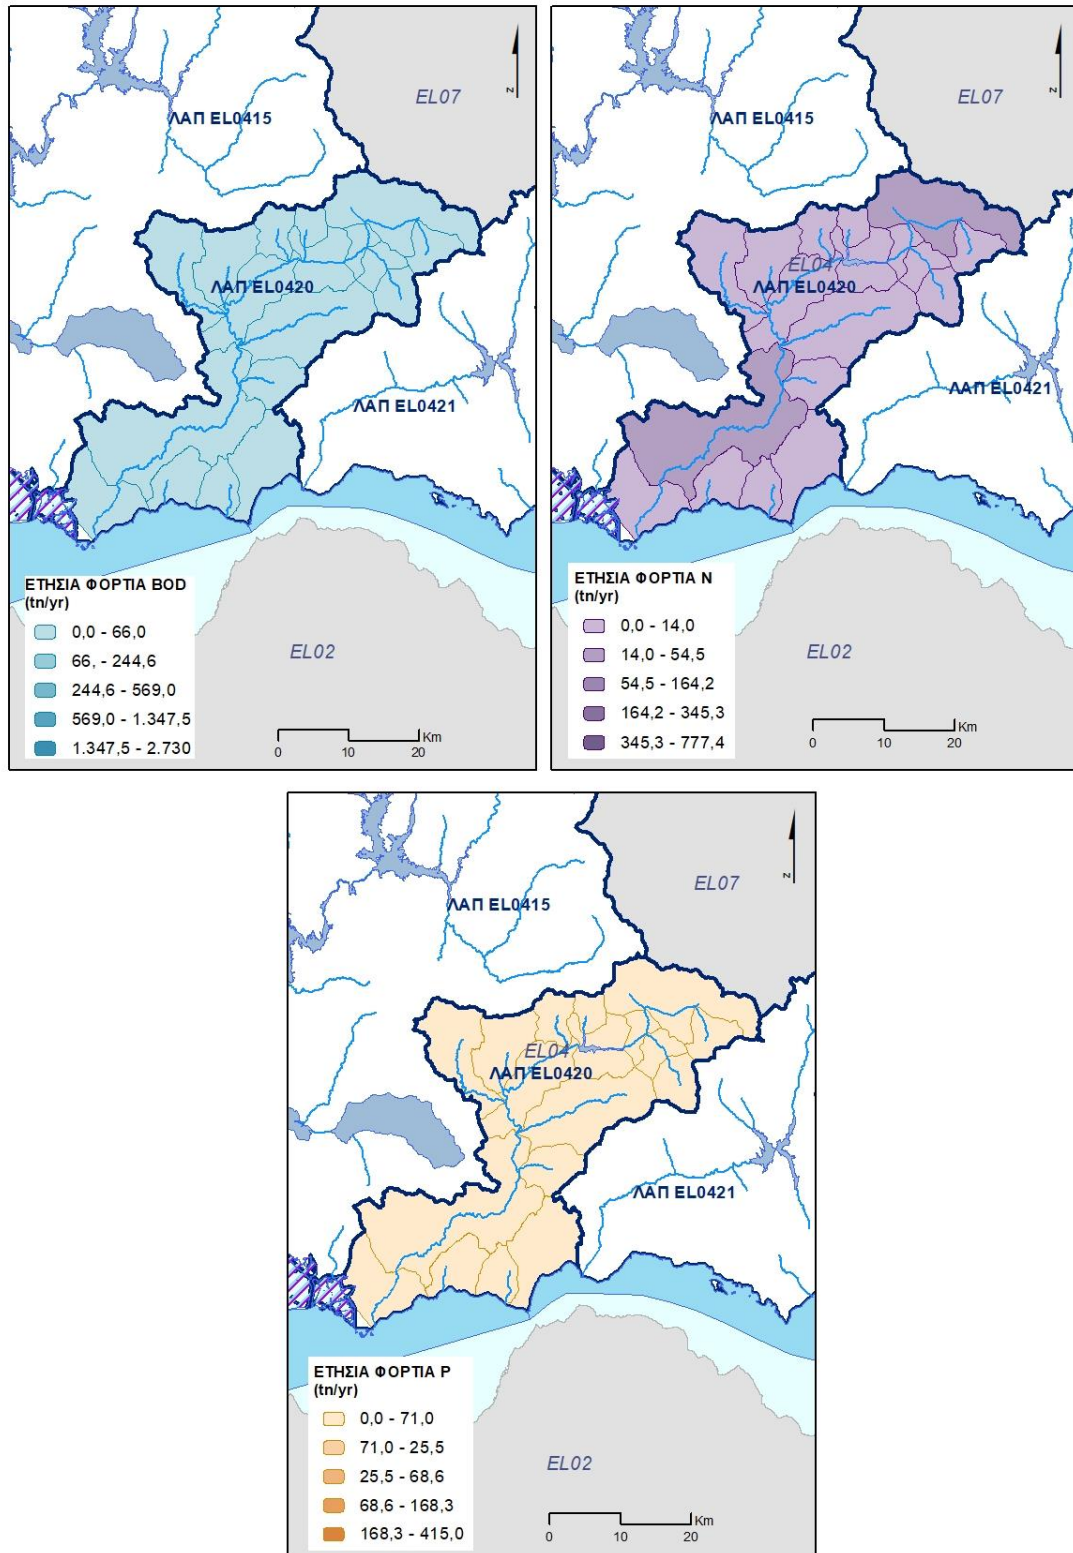 EL07
ΛΑΠ EL0415
ΛΑΠ EL0420
ΛΑΠ EL0421
ΕΤΗΣΙΑ ΦΟΡΤΙΑ BOD
(tn/yr)
0,0 - 66,0
66, - 244,6
244,6 - 569,0
569,0 - 1.347,5
1.347,5 - 2.730
EL02
Km
0 10 20
N
EL07
ΛΑΠ EL0415
EL04
ΛΑΠ EL0420
ΛΑΠ EL0421
ΕΤΗΣΙΑ ΦΟΡΤΙΑ N
(tn/yr)
0,0 - 14,0
14,0 - 54,5
54,5 - 164,2
164,2 - 345,3
345,3 - 777,4
EL02
Km
0 10 20
N
EL07
ΛΑΠ EL0415
EL04
ΛΑΠ EL0420
ΛΑΠ EL0421
ΕΤΗΣΙΑ ΦΟΡΤΙΑ P
(tn/yr)
0,0 - 71,0
71,0 - 25,5
25,5 - 68,6
68,6 - 168,3
168,3 - 415,0
EL02
Km
0 10 20
N